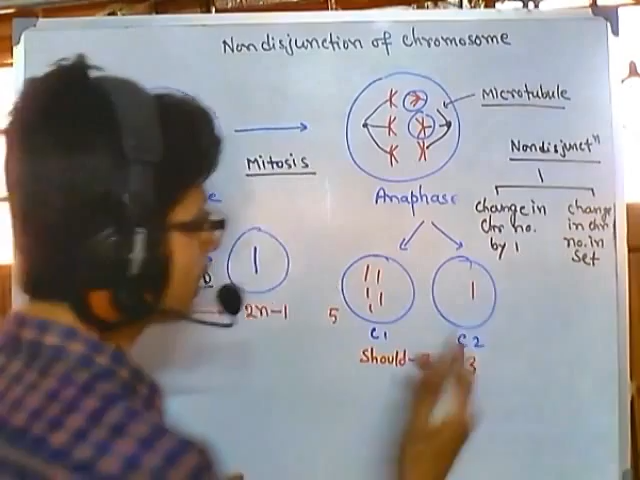 Nondisjunction of chromosome
Microtubule
Mitosis
Nondisjunctⁿ
Anaphase
change in
chr no.
by 1
change
in chr
no. in
set
2n-1
5
C1
C2
Should-
3